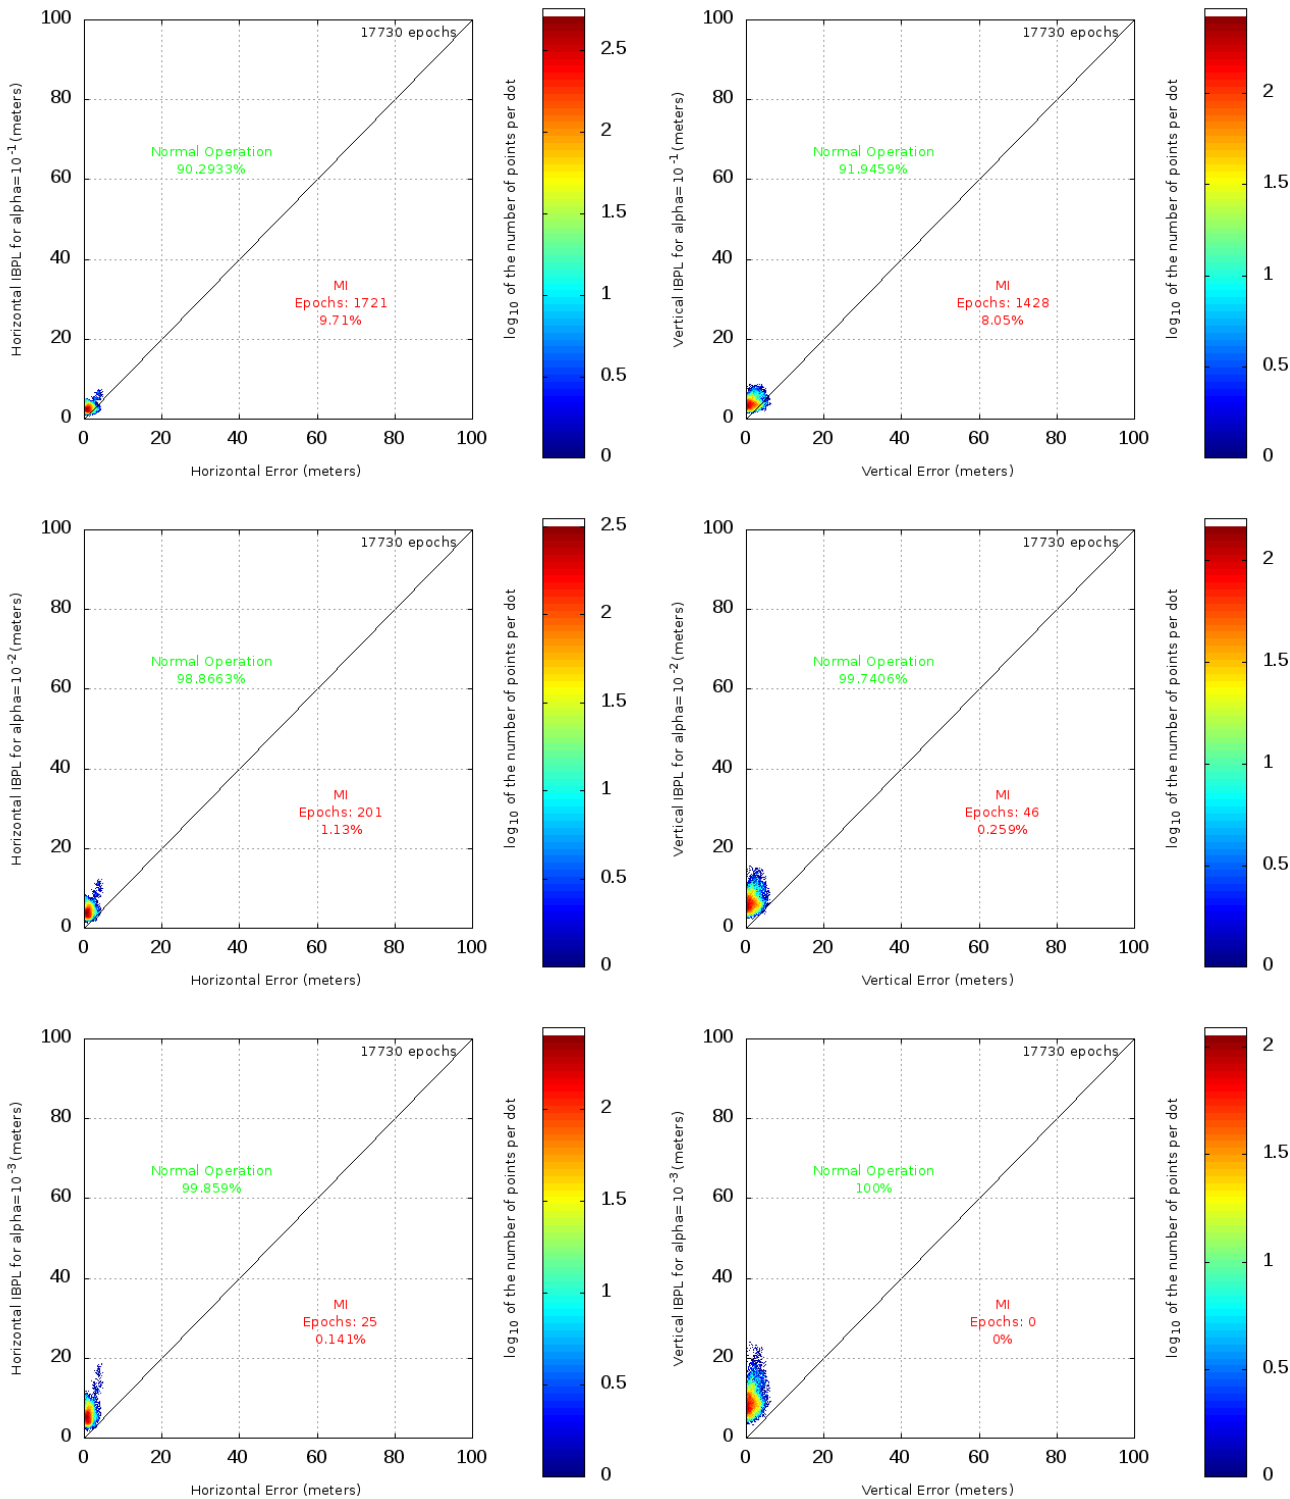 100
80
60
40
20
0
Horizontal IBPL for alpha=10^-1 (meters)
17730 epochs
Normal Operation
90.2933%
MI
Epochs: 1721
9.71%
0 20 40 60 80 100
Horizontal Error (meters)
log10 of the number of points per dot
2.5
2
1.5
1
0.5
0
100
80
60
40
20
0
Vertical IBPL for alpha=10^-1 (meters)
17730 epochs
Normal Operation
91.9459%
MI
Epochs: 1428
8.05%
0 20 40 60 80 100
Vertical Error (meters)
log10 of the number of points per dot
2
1.5
1
0.5
0
100
80
60
40
20
0
Horizontal IBPL for alpha=10^-2 (meters)
17730 epochs
Normal Operation
98.8663%
MI
Epochs: 201
1.13%
0 20 40 60 80 100
Horizontal Error (meters)
log10 of the number of points per dot
2.5
2
1.5
1
0.5
0
100
80
60
40
20
0
Vertical IBPL for alpha=10^-2 (meters)
17730 epochs
Normal Operation
99.7406%
MI
Epochs: 46
0.259%
0 20 40 60 80 100
Vertical Error (meters)
log10 of the number of points per dot
2
1.5
1
0.5
0
100
80
60
40
20
0
Horizontal IBPL for alpha=10^-3 (meters)
17730 epochs
Normal Operation
99.859%
MI
Epochs: 25
0.141%
0 20 40 60 80 100
Horizontal Error (meters)
log10 of the number of points per dot
2
1.5
1
0.5
0
100
80
60
40
20
0
Vertical IBPL for alpha=10^-3 (meters)
17730 epochs
Normal Operation
100%
MI
Epochs: 0
0%
0 20 40 60 80 100
Vertical Error (meters)
log10 of the number of points per dot
2
1.5
1
0.5
0